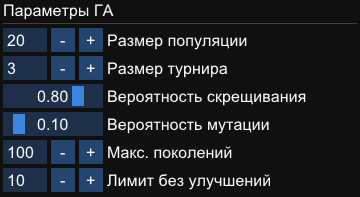 Параметры ГА
20 - + Размер популяции
3 - + Размер турнира
0.80 Вероятность скрещивания
0.10 Вероятность мутации
100 - + Макс. поколений
10 - + Лимит без улучшений